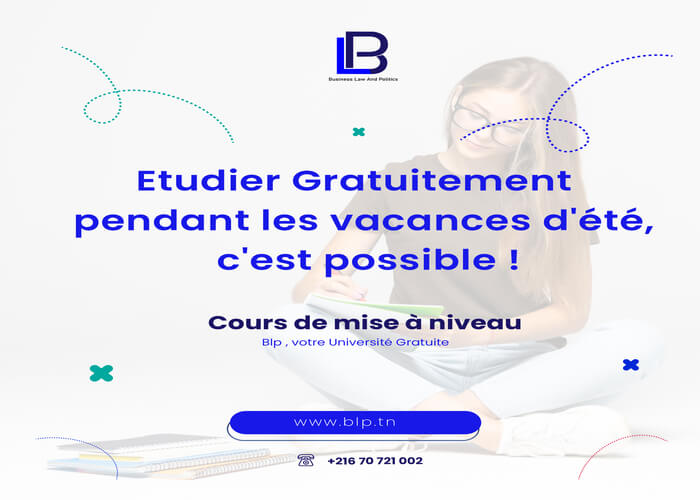 LB
Business Law And Politics
Etudier Gratuitement
pendant les vacances d'été,
c'est possible !
Cours de mise à niveau
Blp , votre Université Gratuite
www.blp.tn
+216 70 721 002